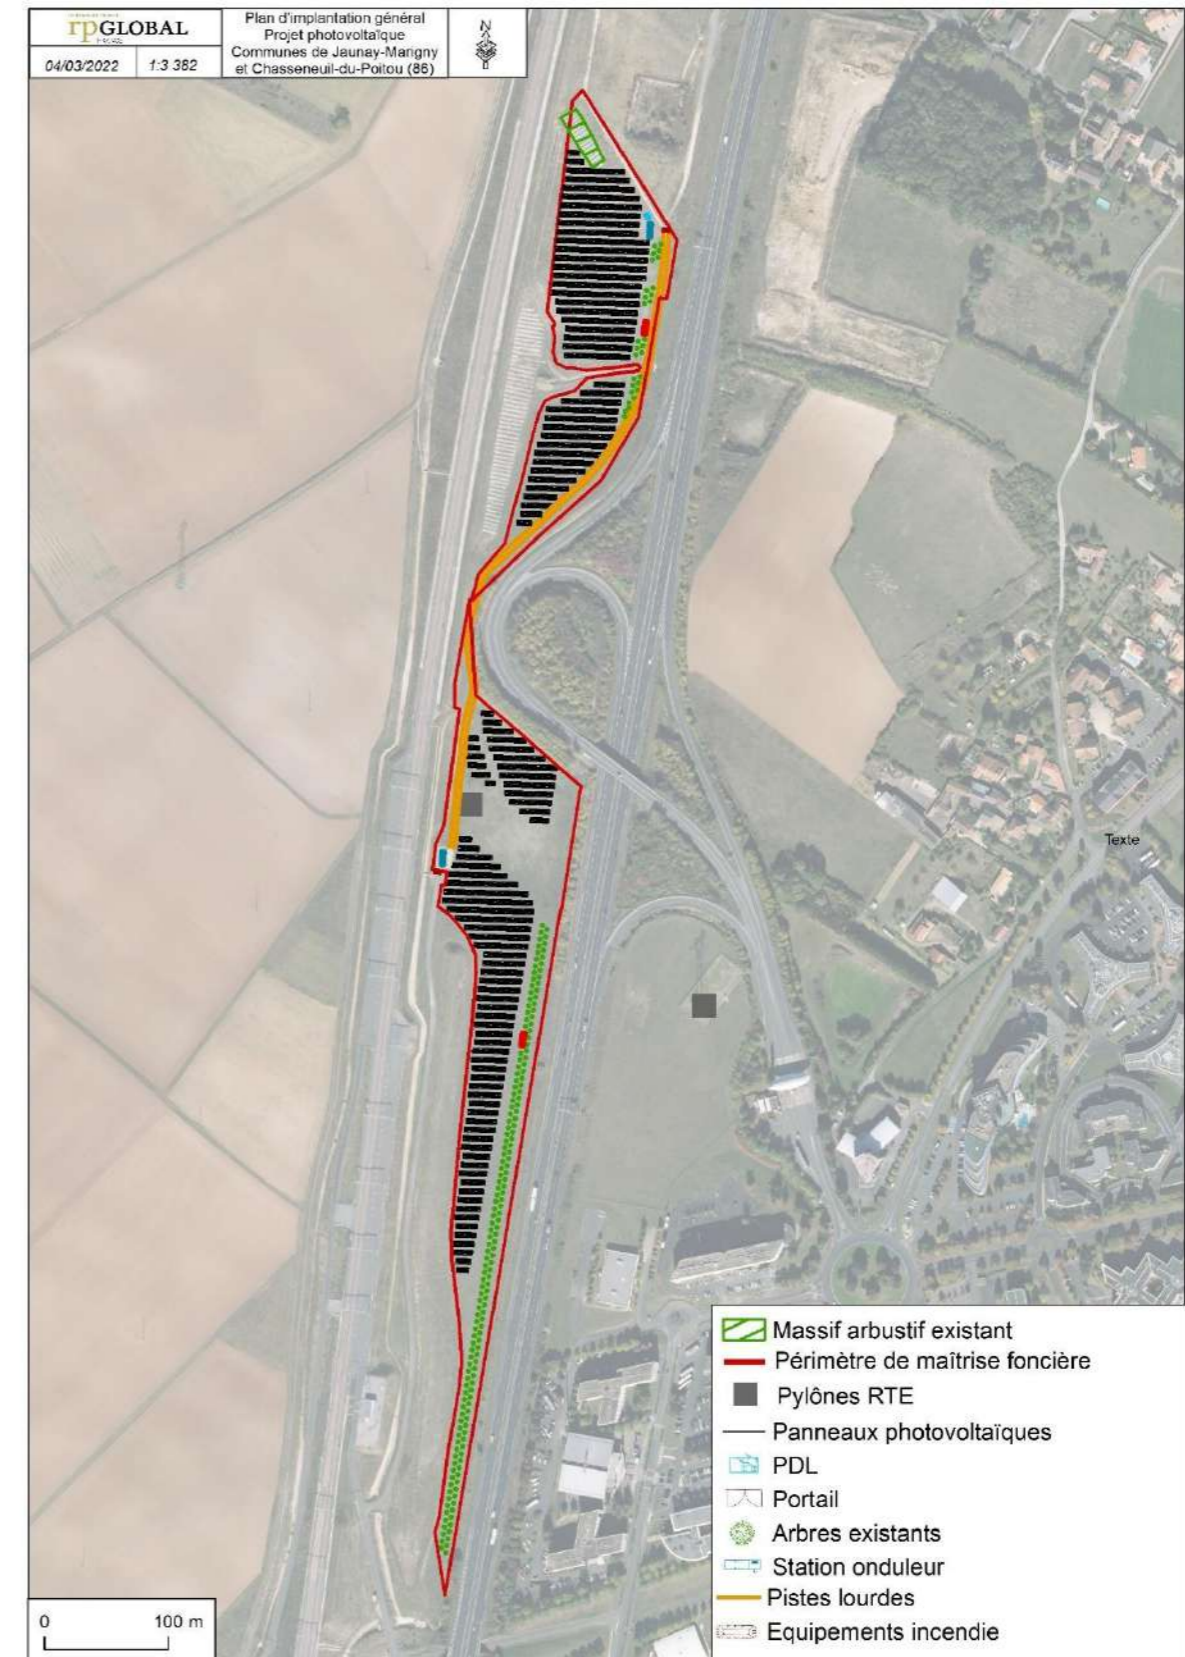 rpGLOBAL
04/03/2022
1:3 382
Plan d'implantation général
Projet photovoltaïque
Communes de Jaunay-Marigny
et Chasseneuil-du-Poitou (86)
N
Texte
Massif arbustif existant
Périmètre de maîtrise foncière
Pylônes RTE
Panneaux photovoltaïques
PDL
Portail
Arbres existants
Station onduleur
Pistes lourdes
Equipements incendie
0
100 m